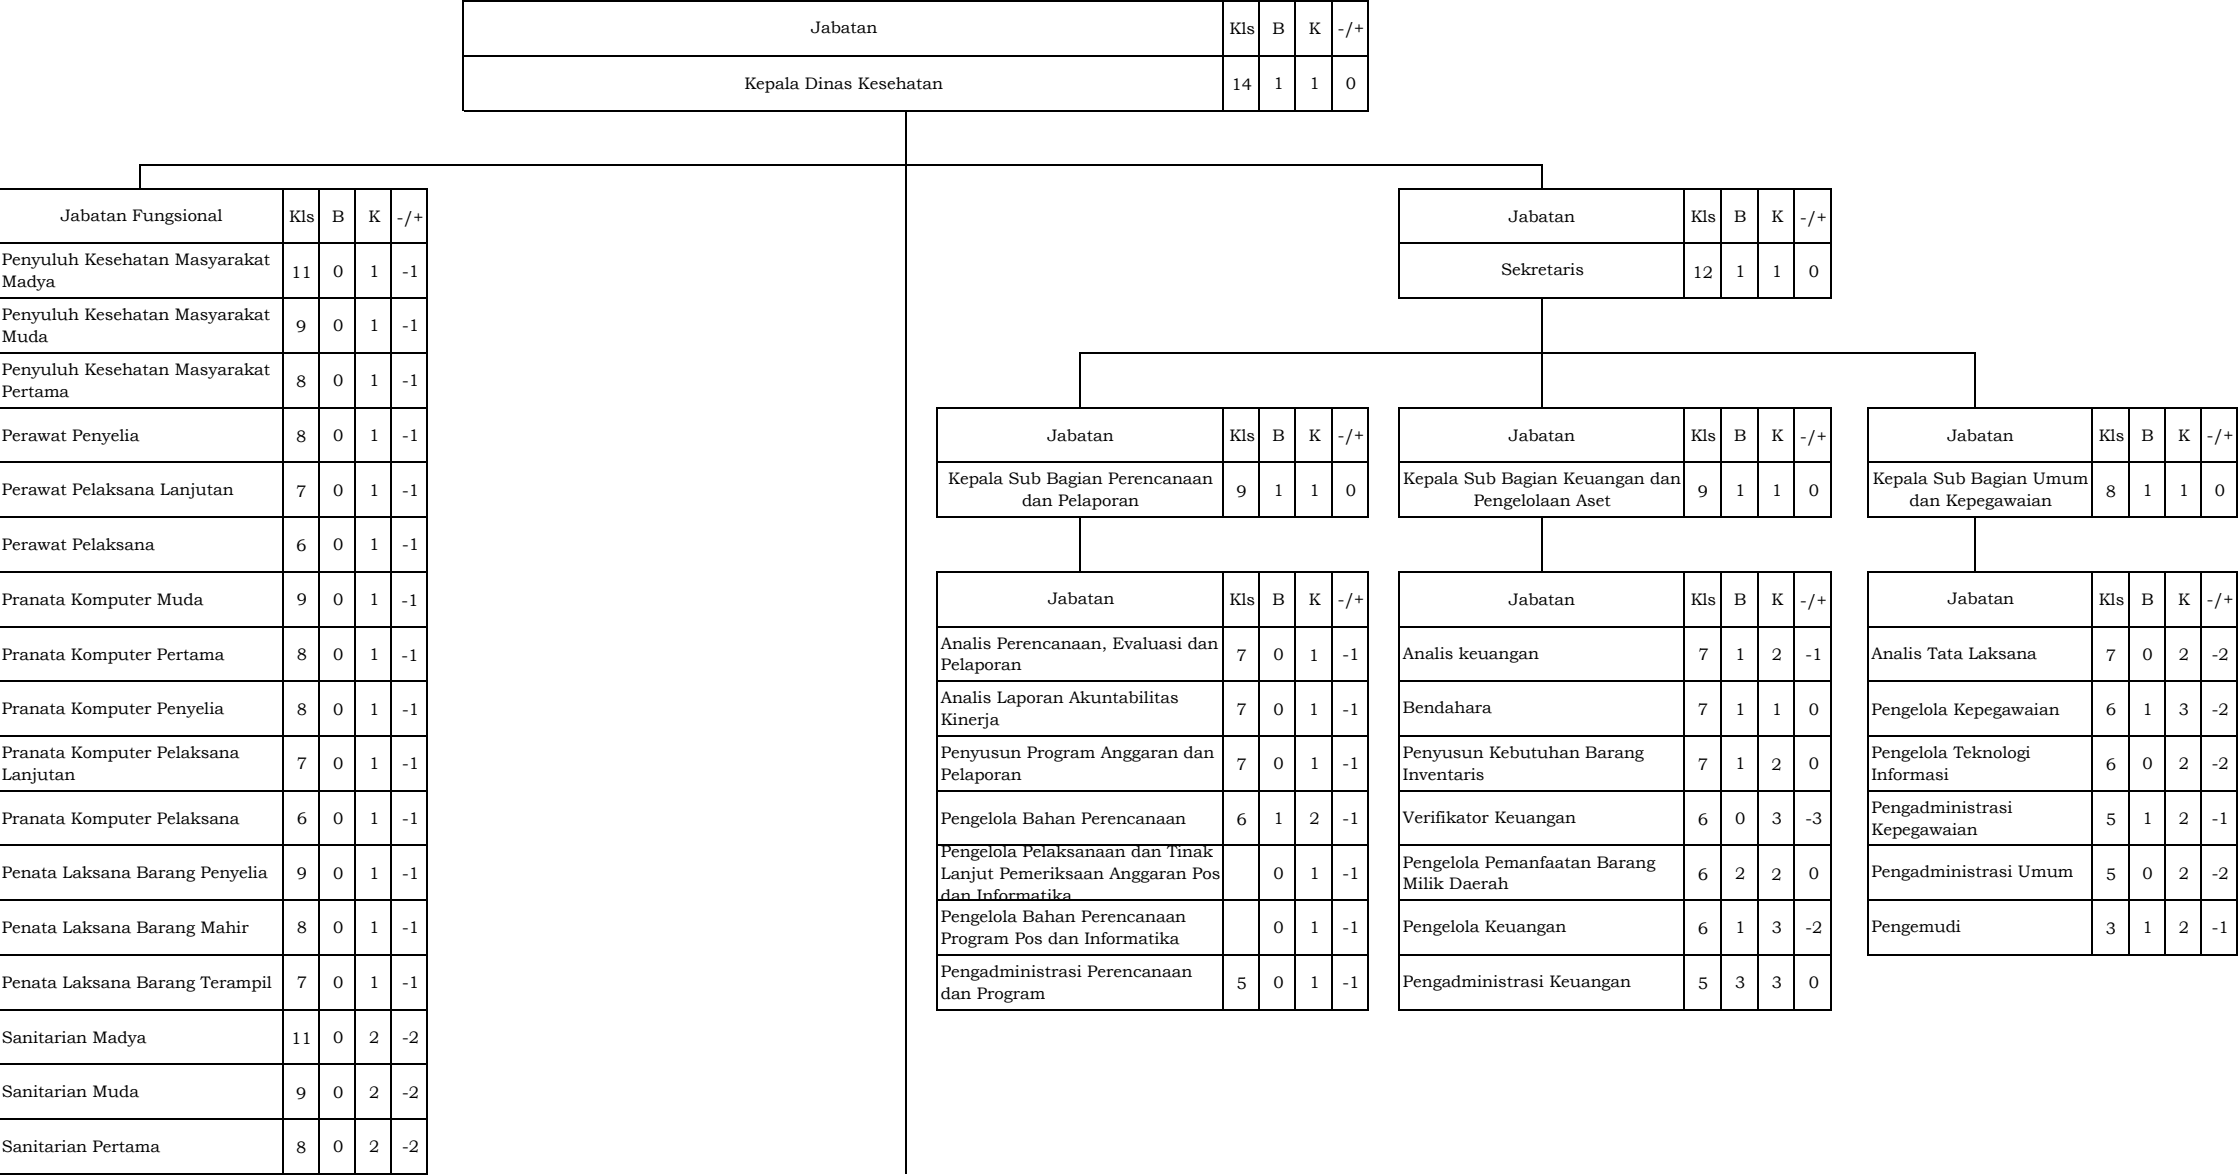 Jabatan Kls B K -/+
Kepala Dinas Kesehatan 14 1 1 0
Jabatan Fungsional Kls B K -/+
Penyuluh Kesehatan Masyarakat
Madya 11 0 1 -1
Penyuluh Kesehatan Masyarakat
Muda 9 0 1 -1
Penyuluh Kesehatan Masyarakat
Pertama 8 0 1 -1
Perawat Penyelia 8 0 1 -1
Perawat Pelaksana Lanjutan 7 0 1 -1
Perawat Pelaksana 6 0 1 -1
Pranata Komputer Muda 9 0 1 -1
Pranata Komputer Pertama 8 0 1 -1
Pranata Komputer Penyelia 8 0 1 -1
Pranata Komputer Pelaksana
Lanjutan 7 0 1 -1
Pranata Komputer Pelaksana 6 0 1 -1
Penata Laksana Barang Penyelia 9 0 1 -1
Penata Laksana Barang Mahir 8 0 1 -1
Penata Laksana Barang Terampil 7 0 1 -1
Sanitarian Madya 11 0 2 -2
Sanitarian Muda 9 0 2 -2
Sanitarian Pertama 8 0 2 -2
Jabatan Kls B K -/+
Sekretaris 12 1 1 0
Jabatan Kls B K -/+
Kepala Sub Bagian Perencanaan
dan Pelaporan 9 1 1 0
Jabatan Kls B K -/+
Analis Perencanaan, Evaluasi dan
Pelaporan 7 0 1 -1
Analis Laporan Akuntabilitas
Kinerja 7 0 1 -1
Penyusun Program Anggaran dan
Pelaporan 7 0 1 -1
Pengelola Bahan Perencanaan 6 1 2 -1
Pengelola Pelaksanaan dan Tinak
Lanjut Pemeriksaan Anggaran Pos 0 1 -1
dan Informatika
Pengelola Bahan Perencanaan
Program Pos dan Informatika 0 1 -1
Pengadministrasi Perencanaan
dan Program 5 0 1 -1
Jabatan Kls B K -/+
Kepala Sub Bagian Keuangan dan
Pengelolaan Aset 9 1 1 0
Jabatan Kls B K -/+
Analis keuangan 7 1 2 -1
Bendahara 7 1 1 0
Penyusun Kebutuhan Barang
Inventaris 7 1 2 0
Verifikator Keuangan 6 0 3 -3
Pengelola Pemanfaatan Barang
Milik Daerah 6 2 2 0
Pengelola Keuangan 6 1 3 -2
Pengadministrasi Keuangan 5 3 3 0
Jabatan Kls B K -/+
Kepala Sub Bagian Umum
dan Kepegawaian 8 1 1 0
Jabatan Kls B K -/+
Analis Tata Laksana 7 0 2 -2
Pengelola Kepegawaian 6 1 3 -2
Pengelola Teknologi
Informasi 6 0 2 -2
Pengadministrasi
Kepegawaian 5 1 2 -1
Pengadministrasi Umum 5 0 2 -2
Pengemudi 3 1 2 -1